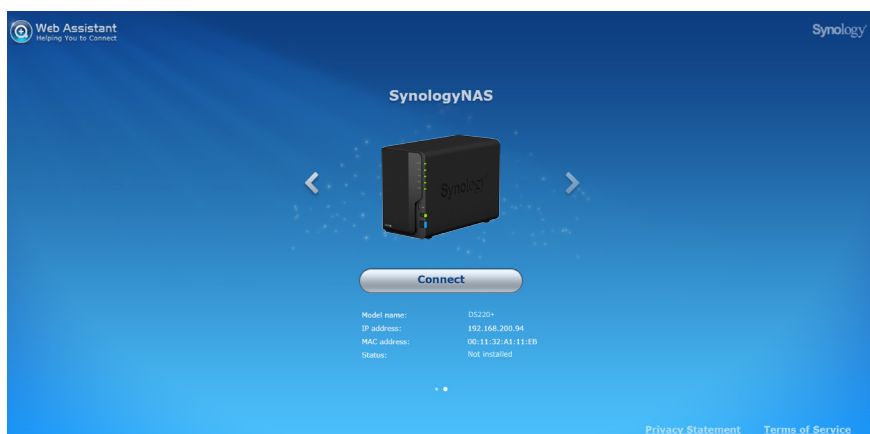 Web Assistant
Helping You to Connect
Synology
SynologyNAS
Synology
Connect
Model name: DS220+
IP address: 192.168.200.94
MAC address: 00:11:32:A1:11:EB
Status: Not installed
Privacy Statement Terms of Service